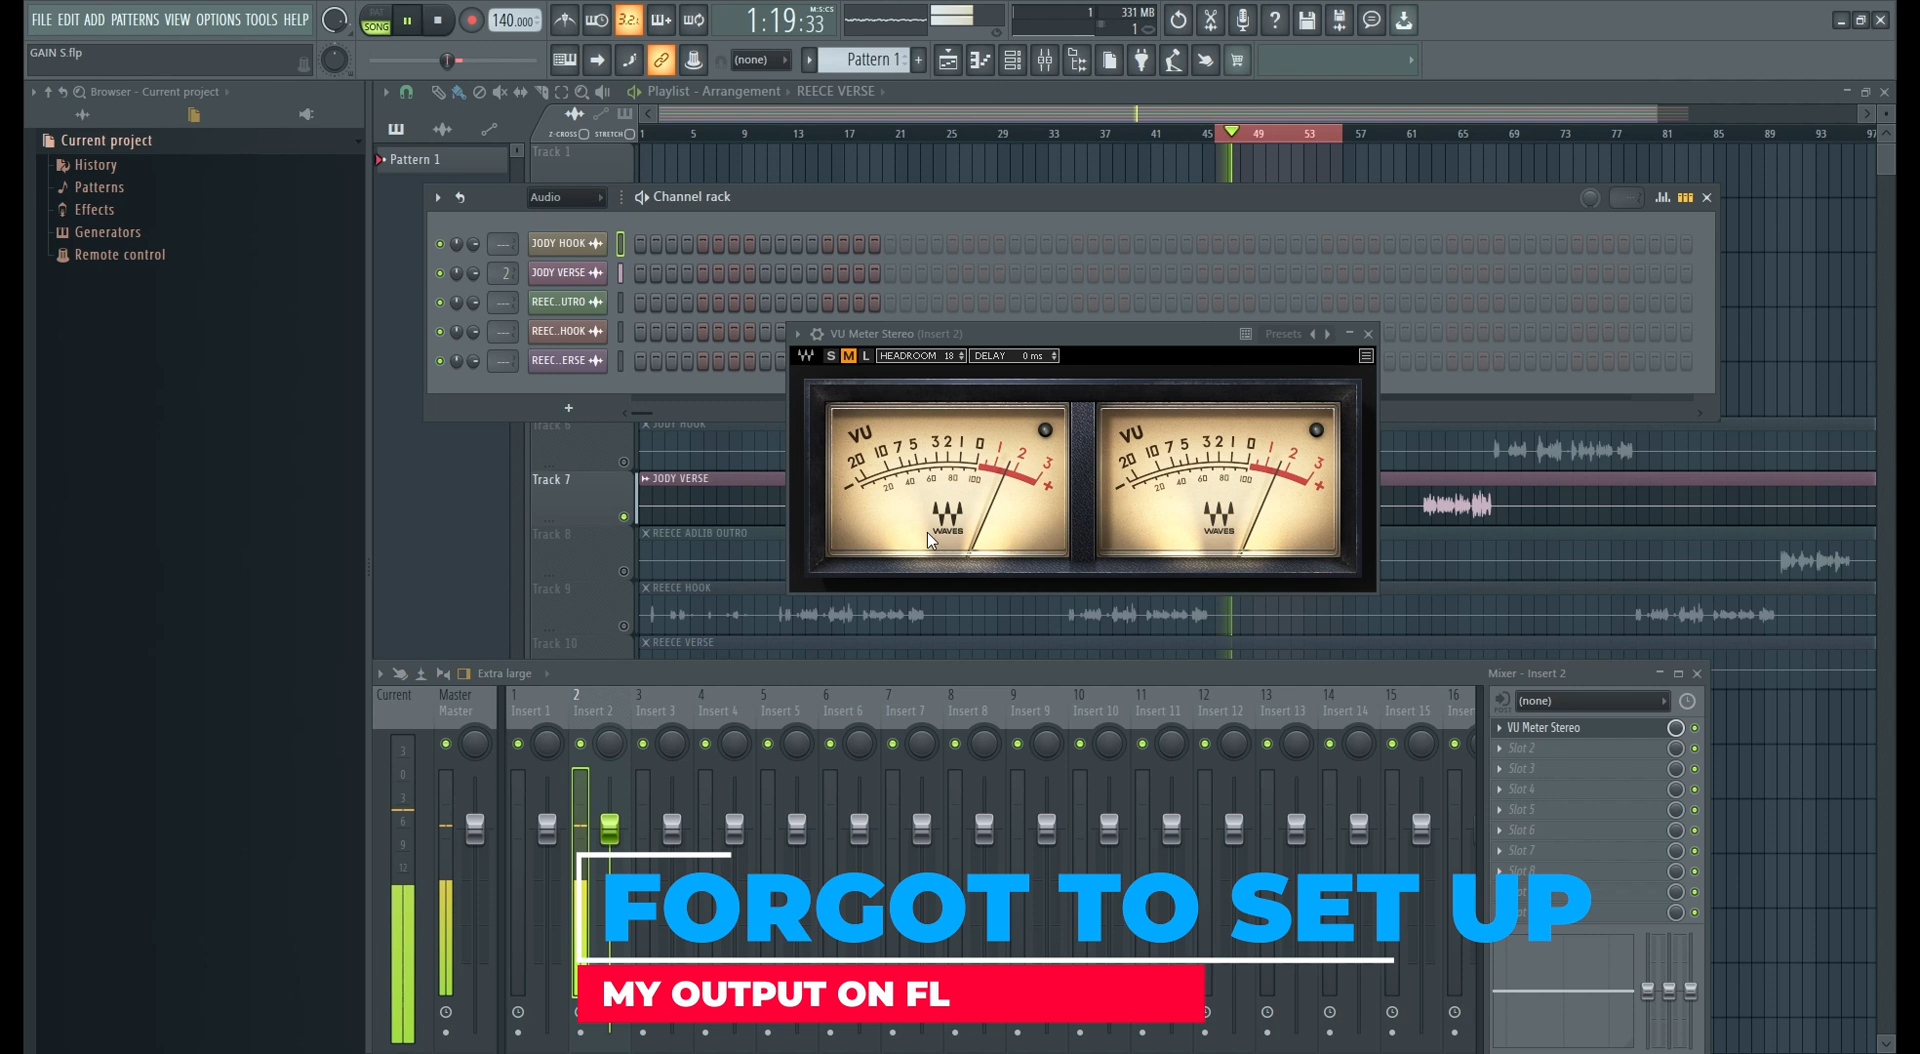 FILE EDIT ADD PATTERNS VIEW OPTIONS TOOLS HELP
PAT
SONG
140.000
3.2.
1:19:33
M:S:CS
1
331 MB
1
GAIN S.flp
(none)
Pattern 1
Browser - Current project
Playlist - Arrangement
REECE VERSE
Current project
History
Patterns
Effects
Generators
Remote control
Z-CROSS
STRETCH
1 5 9 13 17 21 25 29 33 37 41 45 49 53 57 61 65 69 73 77 81 85 89 93 97
Pattern 1
Track 1
Audio
Channel rack
JODY HOOK
2
JODY VERSE
REEC..UTRO
REEC..HOOK
REEC..ERSE
VU Meter Stereo (Insert 2)
Presets
S M L HEADROOM 18 DELAY 0 ms
VU
20 10 7 5 3 2 1 0 1 2 3
20 40 60 80 100
WAVES
VU
20 10 7 5 3 2 1 0 1 2 3
20 40 60 80 100
WAVES
Track 6
JODY HOOK
Track 7
JODY VERSE
Track 8
REECE ADLIB OUTRO
Track 9
REECE HOOK
Track 10
REECE VERSE
Extra large
Mixer - Insert 2
Current
Master
1 2 3 4 5 6 7 8 9 10 11 12 13 14 15 16
Master
Insert 1 Insert 2 Insert 3 Insert 4 Insert 5 Insert 6 Insert 7 Insert 8 Insert 9 Insert 10 Insert 11 Insert 12 Insert 13 Insert 14 Insert 15 Inser
POST
(none)
VU Meter Stereo
Slot 2
Slot 3
Slot 4
Slot 5
Slot 6
Slot 7
Slot 8
3
0
3
6
9
12
FORGOT TO SET UP
MY OUTPUT ON FL